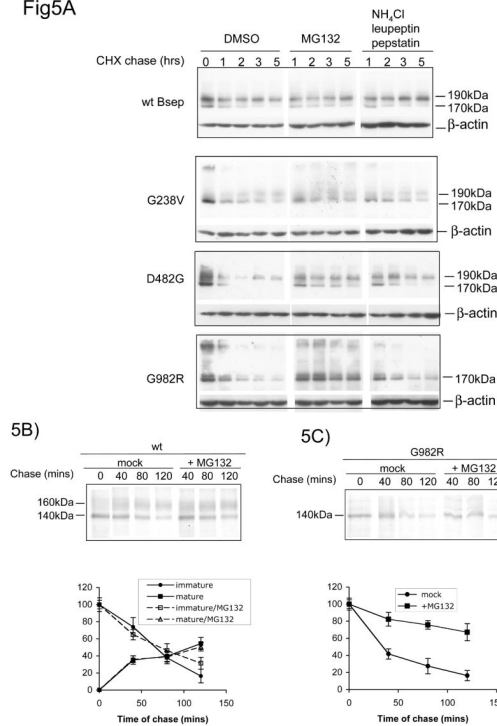 Fig5A
NH4Cl
leupeptin
pepstatin
DMSO MG132
CHX chase (hrs) 0 1 2 3 5 1 2 3 5 1 2 3 5
wt Bsep
190kDa
170kDa
β-actin
G238V
190kDa
170kDa
β-actin
D482G
190kDa
170kDa
β-actin
G982R
170kDa
β-actin
5B)
wt
mock + MG132
Chase (mins) 0 40 80 120 40 80 120
160kDa
140kDa
120
100
80
60
40
20
0
immature
mature
immature/MG132
mature/MG132
0 50 100 150
Time of chase (mins)
5C)
G982R
mock + MG132
Chase (mins) 0 40 80 120 40 80
140kDa
120
100
80
60
40
20
0
mock
+MG132
0 50 100
Time of chase (mins)